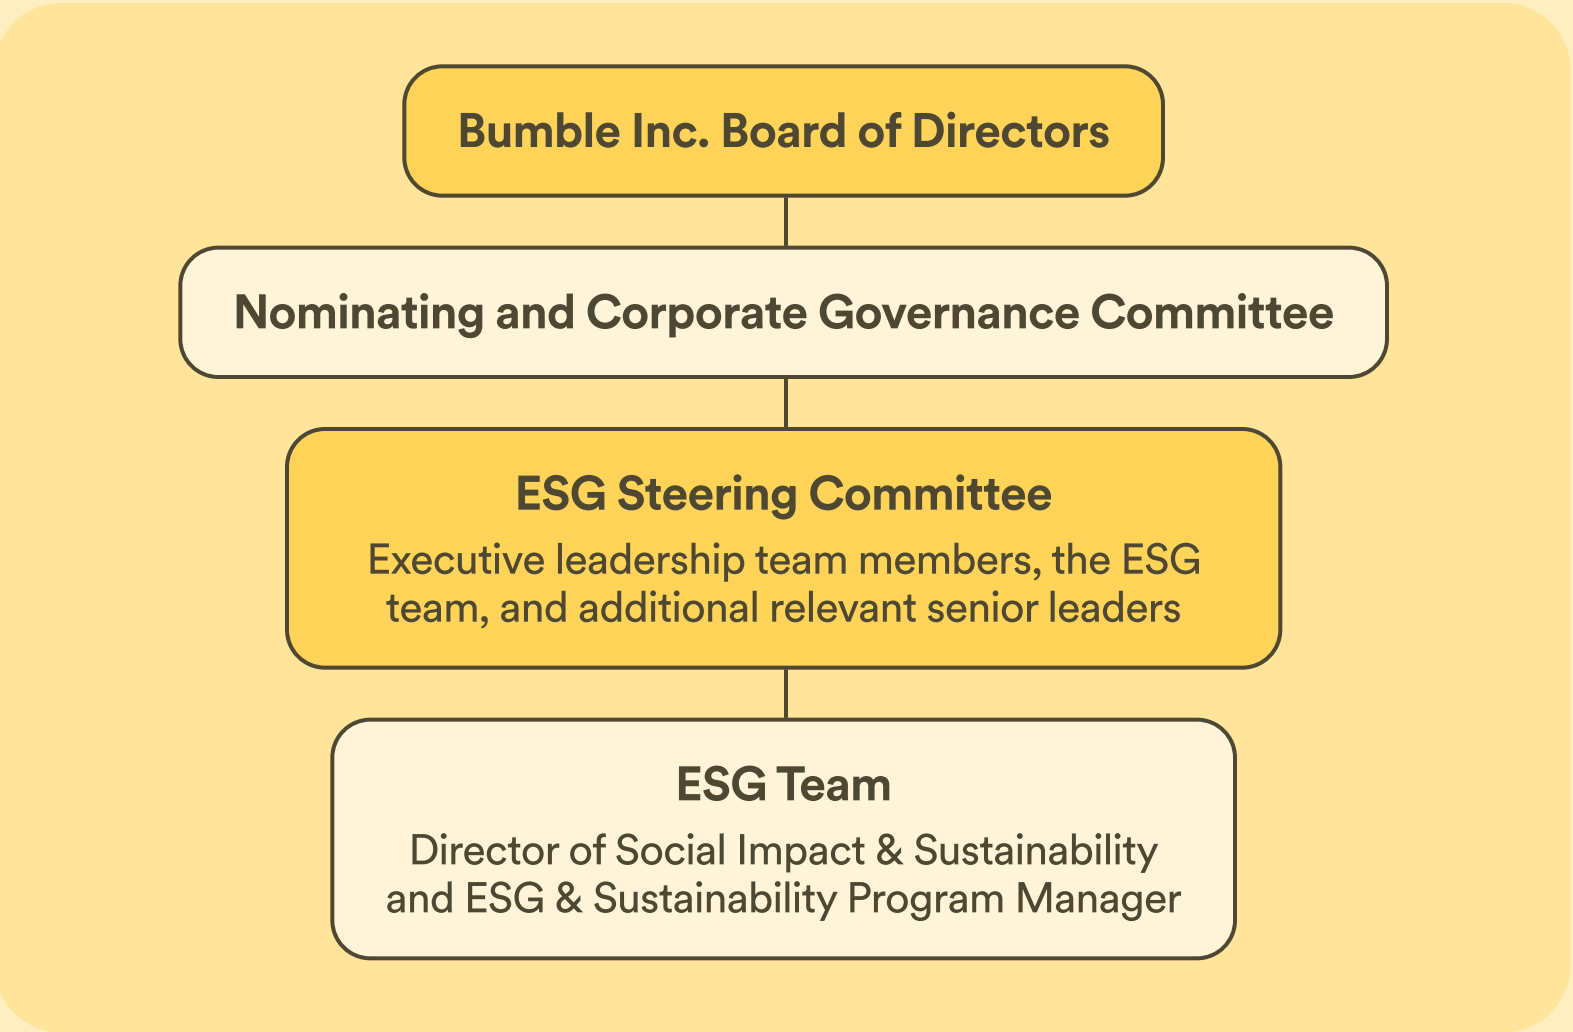 Bumble Inc. Board of Directors
Nominating and Corporate Governance Committee
ESG Steering Committee
Executive leadership team members, the ESG
team, and additional relevant senior leaders
ESG Team
Director of Social Impact & Sustainability
and ESG & Sustainability Program Manager